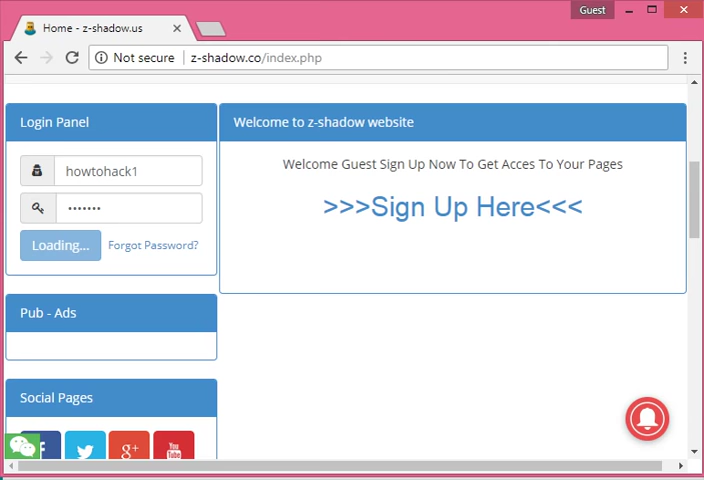 Guest
Home - z-shadow.us
Not secure
z-shadow.co/index.php
Login Panel
howtohack1
•••••••
Loading...
Forgot Password?
Pub - Ads
Social Pages
f
g+
You
Tube
Welcome to z-shadow website
Welcome Guest Sign Up Now To Get Acces To Your Pages
>>>Sign Up Here<<<